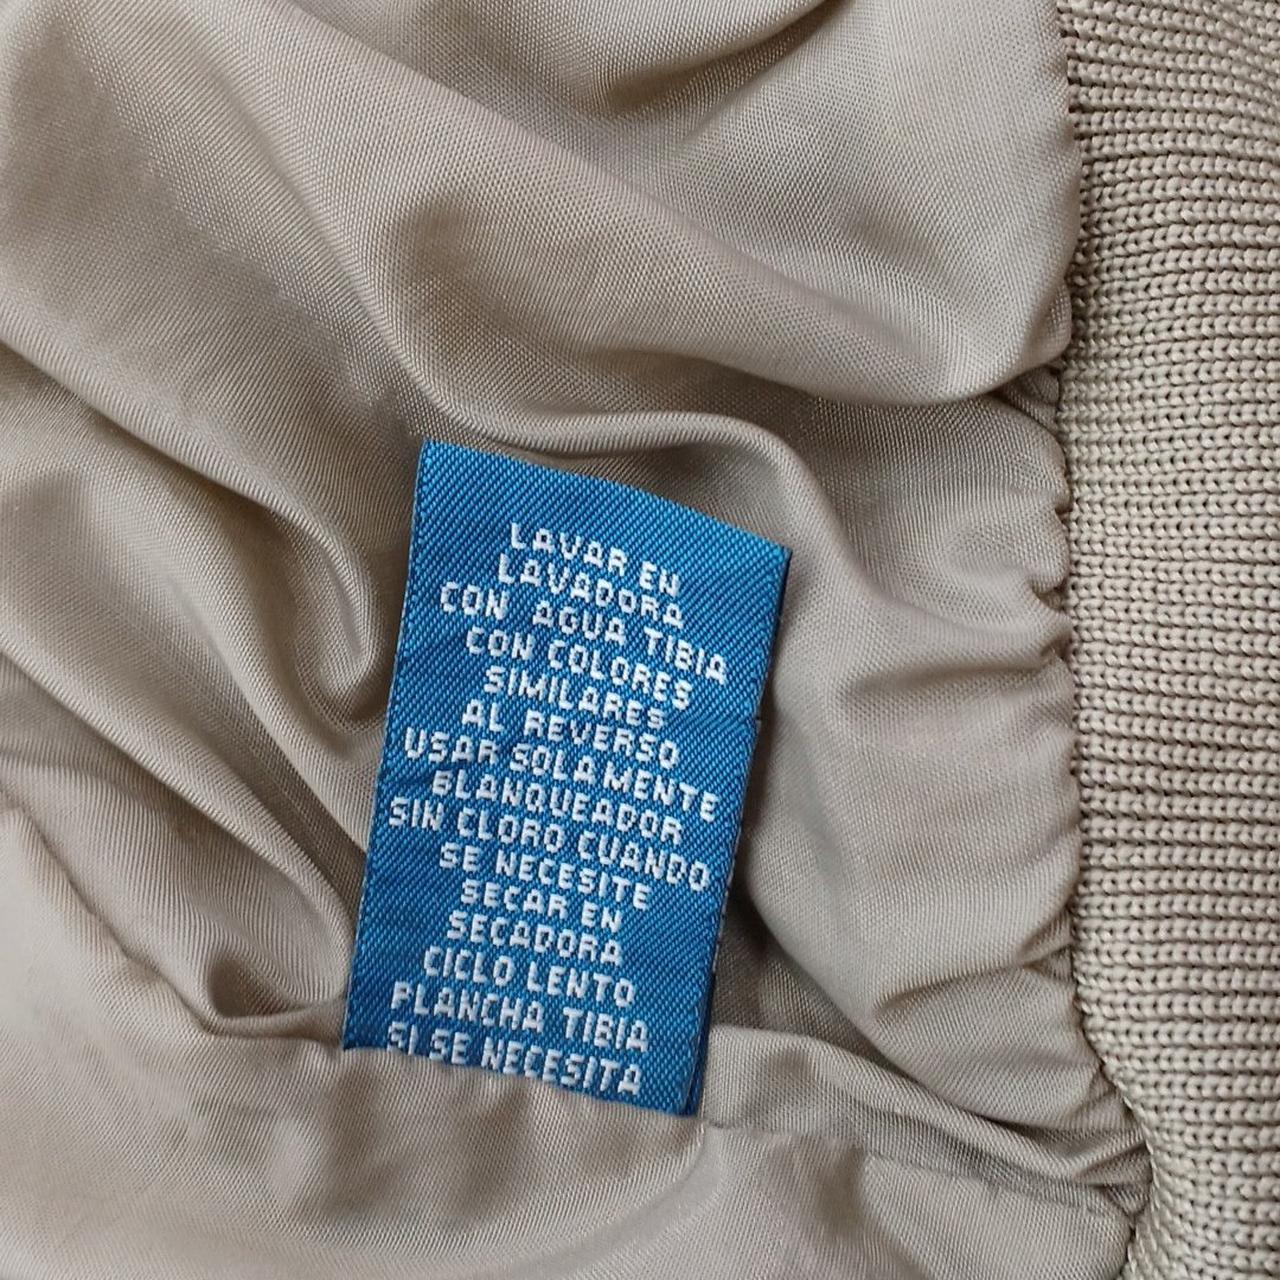 LAVAR EN
LAVADORA
CON AGUA TIBIA
CON COLORES
SIMILARES
AL REVERSO
USAR SOLAMENTE
BLANQUEADOR
SIN CLORO CUANDO
SE NECESITE
SECAR EN
SECADORA
CICLO LENTO
PLANCHA TIBIA
SI SE NECESITA